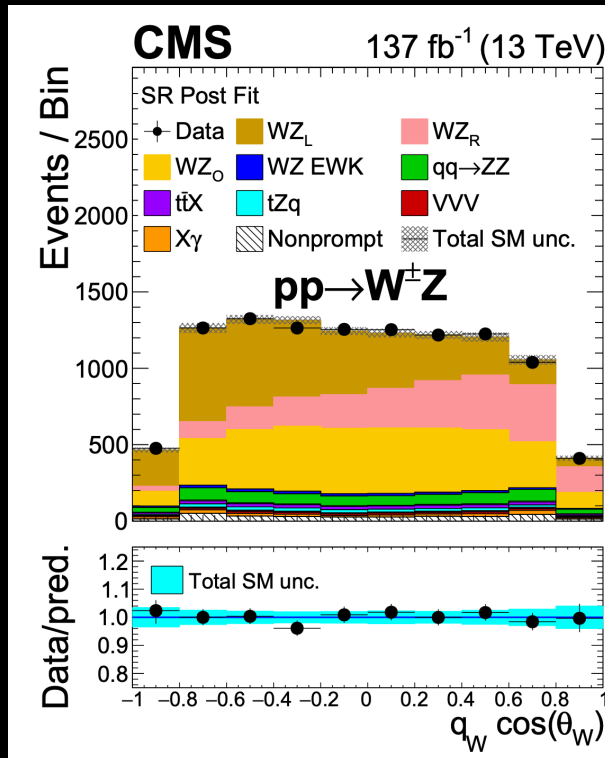 CMS 137 fb⁻¹ (13 TeV)
Events / Bin
SR Post Fit
Data WZ_L WZ_R
WZ_O WZ EWK qq→ZZ
tt̄X tZq VVV
Xγ Nonprompt Total SM unc.
pp→W±Z
2500
2000
1500
1000
500
0
Data/pred.
Total SM unc.
1.2
1.1
1.0
0.9
0.8
−1 −0.8 −0.6 −0.4 −0.2 0 0.2 0.4 0.6 0.8 1
q_W cos(θ_W)